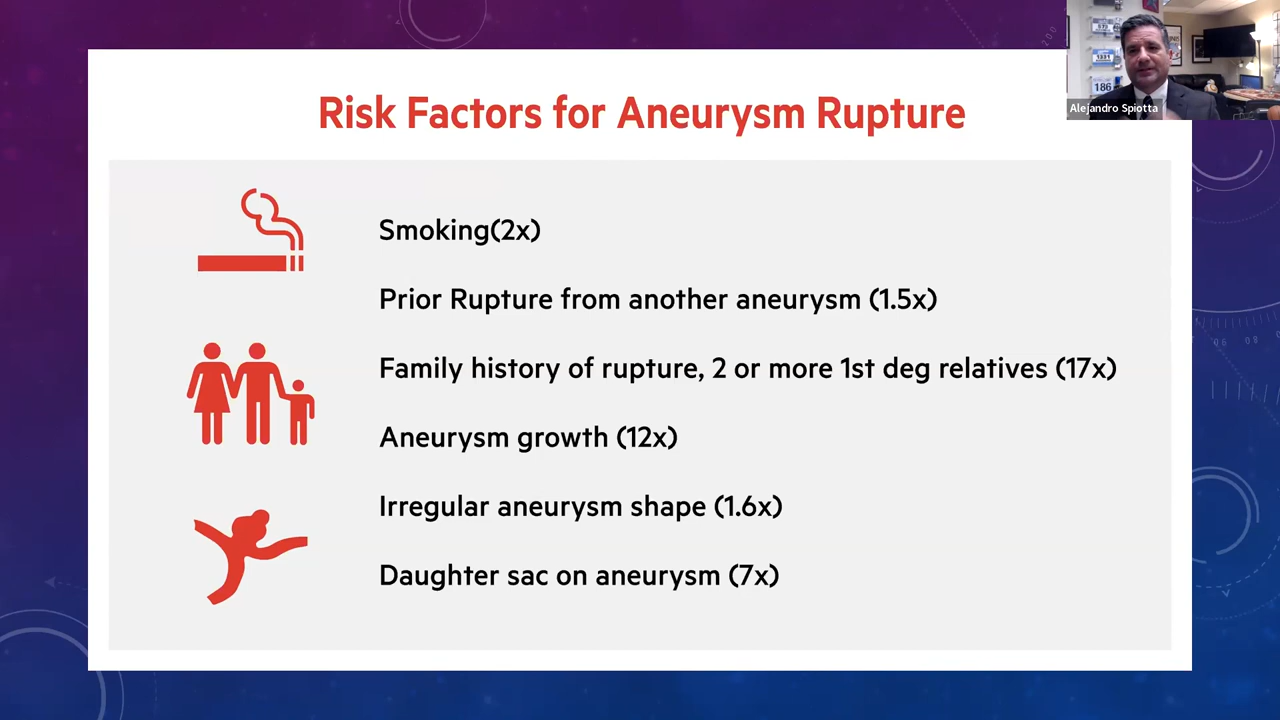 Risk Factors for Aneurysm Rupture
Alejandro Spiotta
Smoking(2x)
Prior Rupture from another aneurysm (1.5x)
Family history of rupture, 2 or more 1st deg relatives (17x)
Aneurysm growth (12x)
Irregular aneurysm shape (1.6x)
Daughter sac on aneurysm (7x)
186